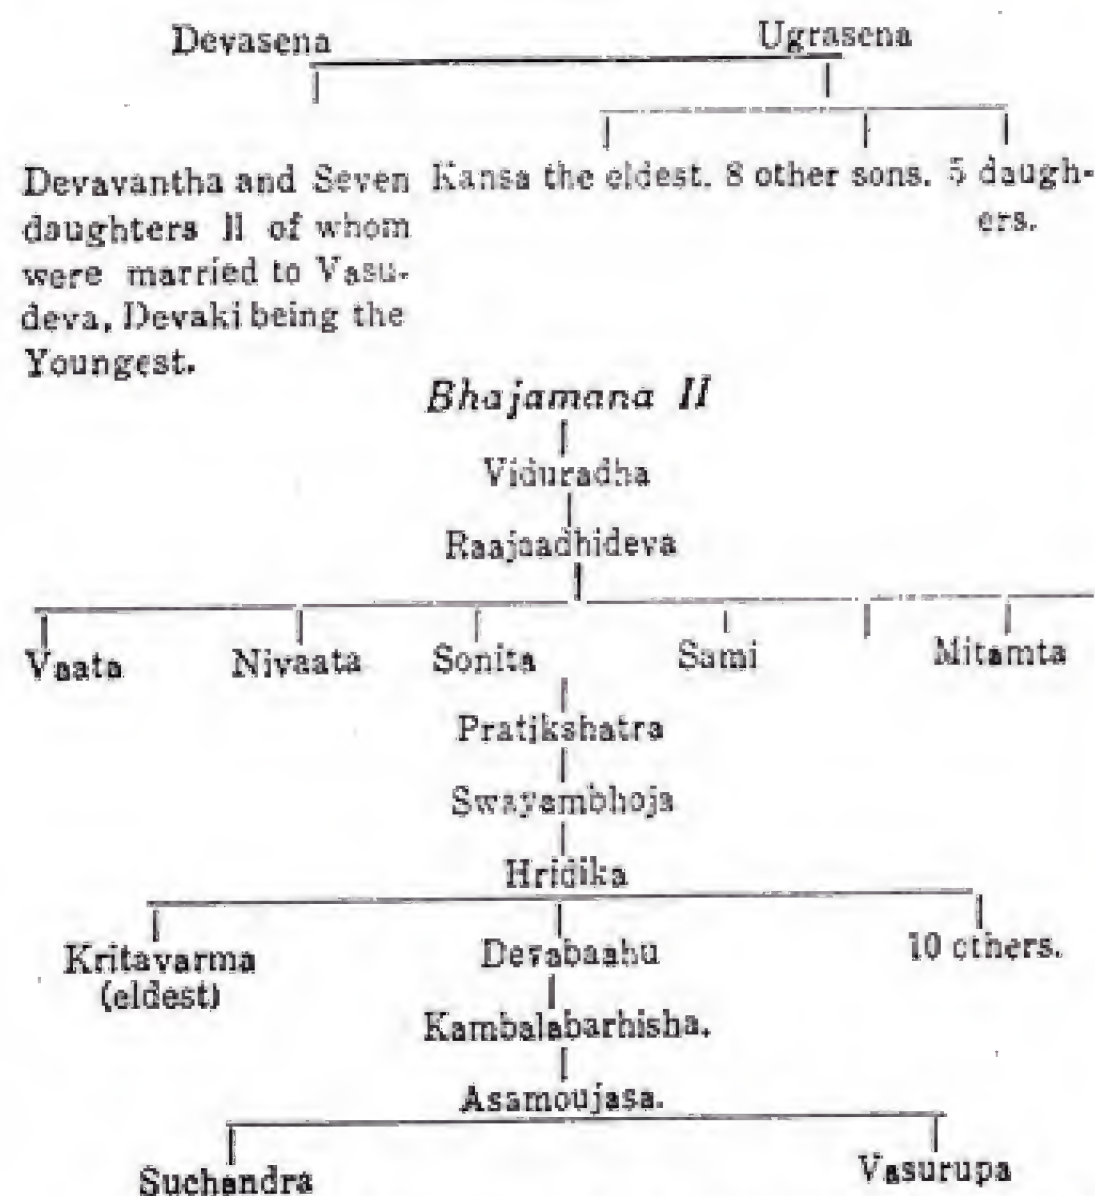 Devasena Ugrasena
Devavantha and Seven
daughters ll of whom
were married to Vasu-
deva, Devaki being the
Youngest.
Kansa the eldest. 8 other sons. 5 daugh-
ers.
Bhajamana II
Viduradha
Raajaadhideva
Vaata Nivaata Sonita Sami Mitamta
Pratikshatra
Swayambhoja
Hridika
Kritavarma Devabaahu 10 others.
(eldest)
Kambalabarhisha.
Asamoujasa.
Suchandra Vasurupa